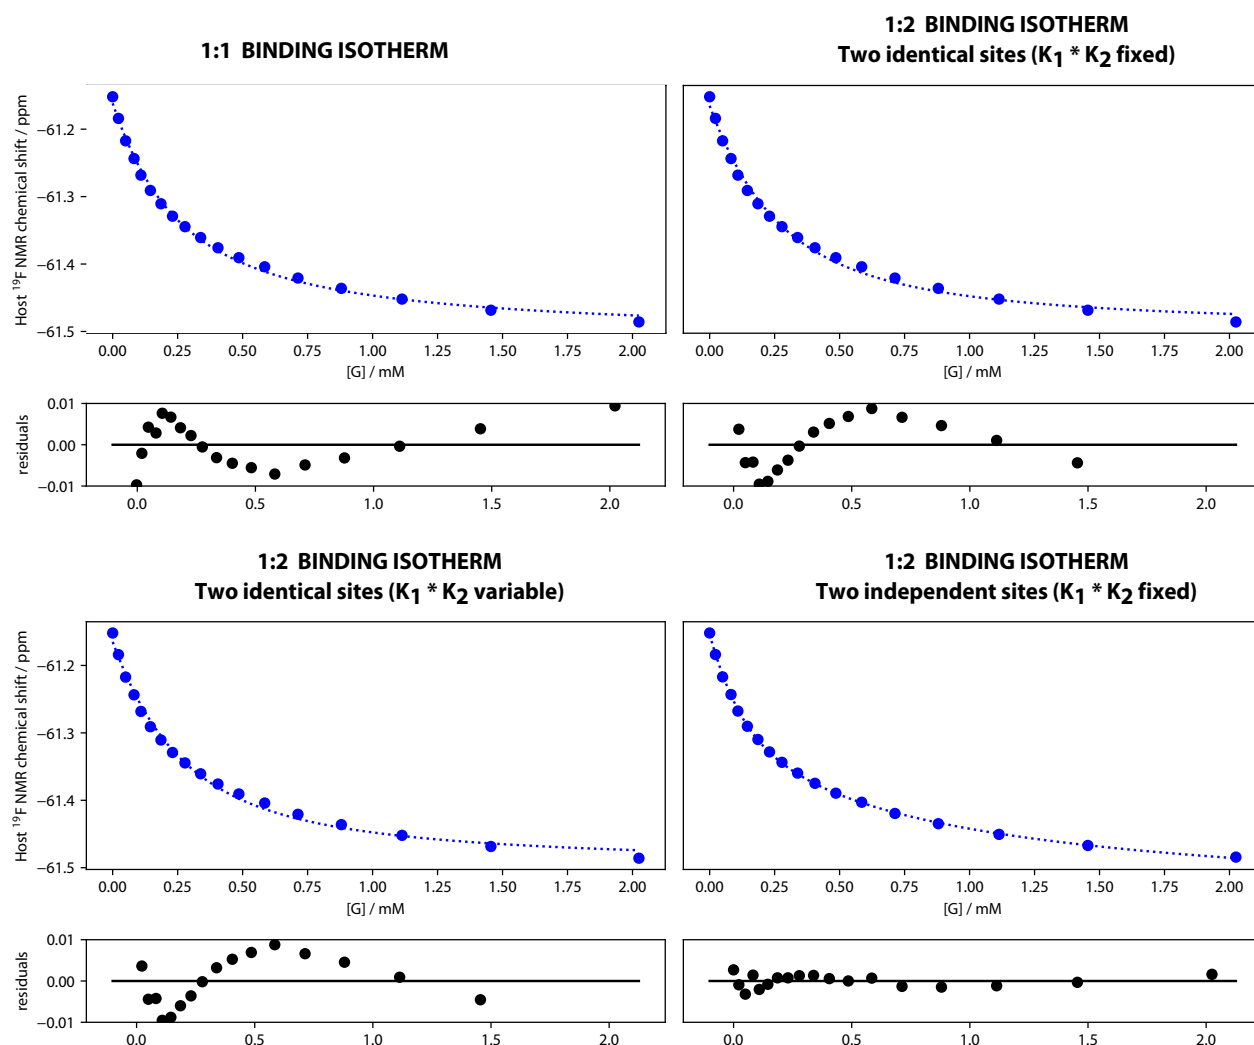 1:1 BINDING ISOTHERM
1:2 BINDING ISOTHERM
Two identical sites (K1 * K2 fixed)
Host 19F NMR chemical shift / ppm
−61.2
−61.3
−61.4
−61.5
0.00 0.25 0.50 0.75 1.00 1.25 1.50 1.75 2.00
[G] / mM
0.00 0.25 0.50 0.75 1.00 1.25 1.50 1.75 2.00
[G] / mM
residuals
0.01
0.00
−0.01
0.0 0.5 1.0 1.5 2.0
0.0 0.5 1.0 1.5 2.0
1:2 BINDING ISOTHERM
Two identical sites (K1 * K2 variable)
1:2 BINDING ISOTHERM
Two independent sites (K1 * K2 fixed)
Host 19F NMR chemical shift / ppm
−61.2
−61.3
−61.4
−61.5
0.00 0.25 0.50 0.75 1.00 1.25 1.50 1.75 2.00
[G] / mM
0.00 0.25 0.50 0.75 1.00 1.25 1.50 1.75 2.00
[G] / mM
residuals
0.01
0.00
−0.01
0.0 0.5 1.0 1.5 2.0
0.0 0.5 1.0 1.5 2.0